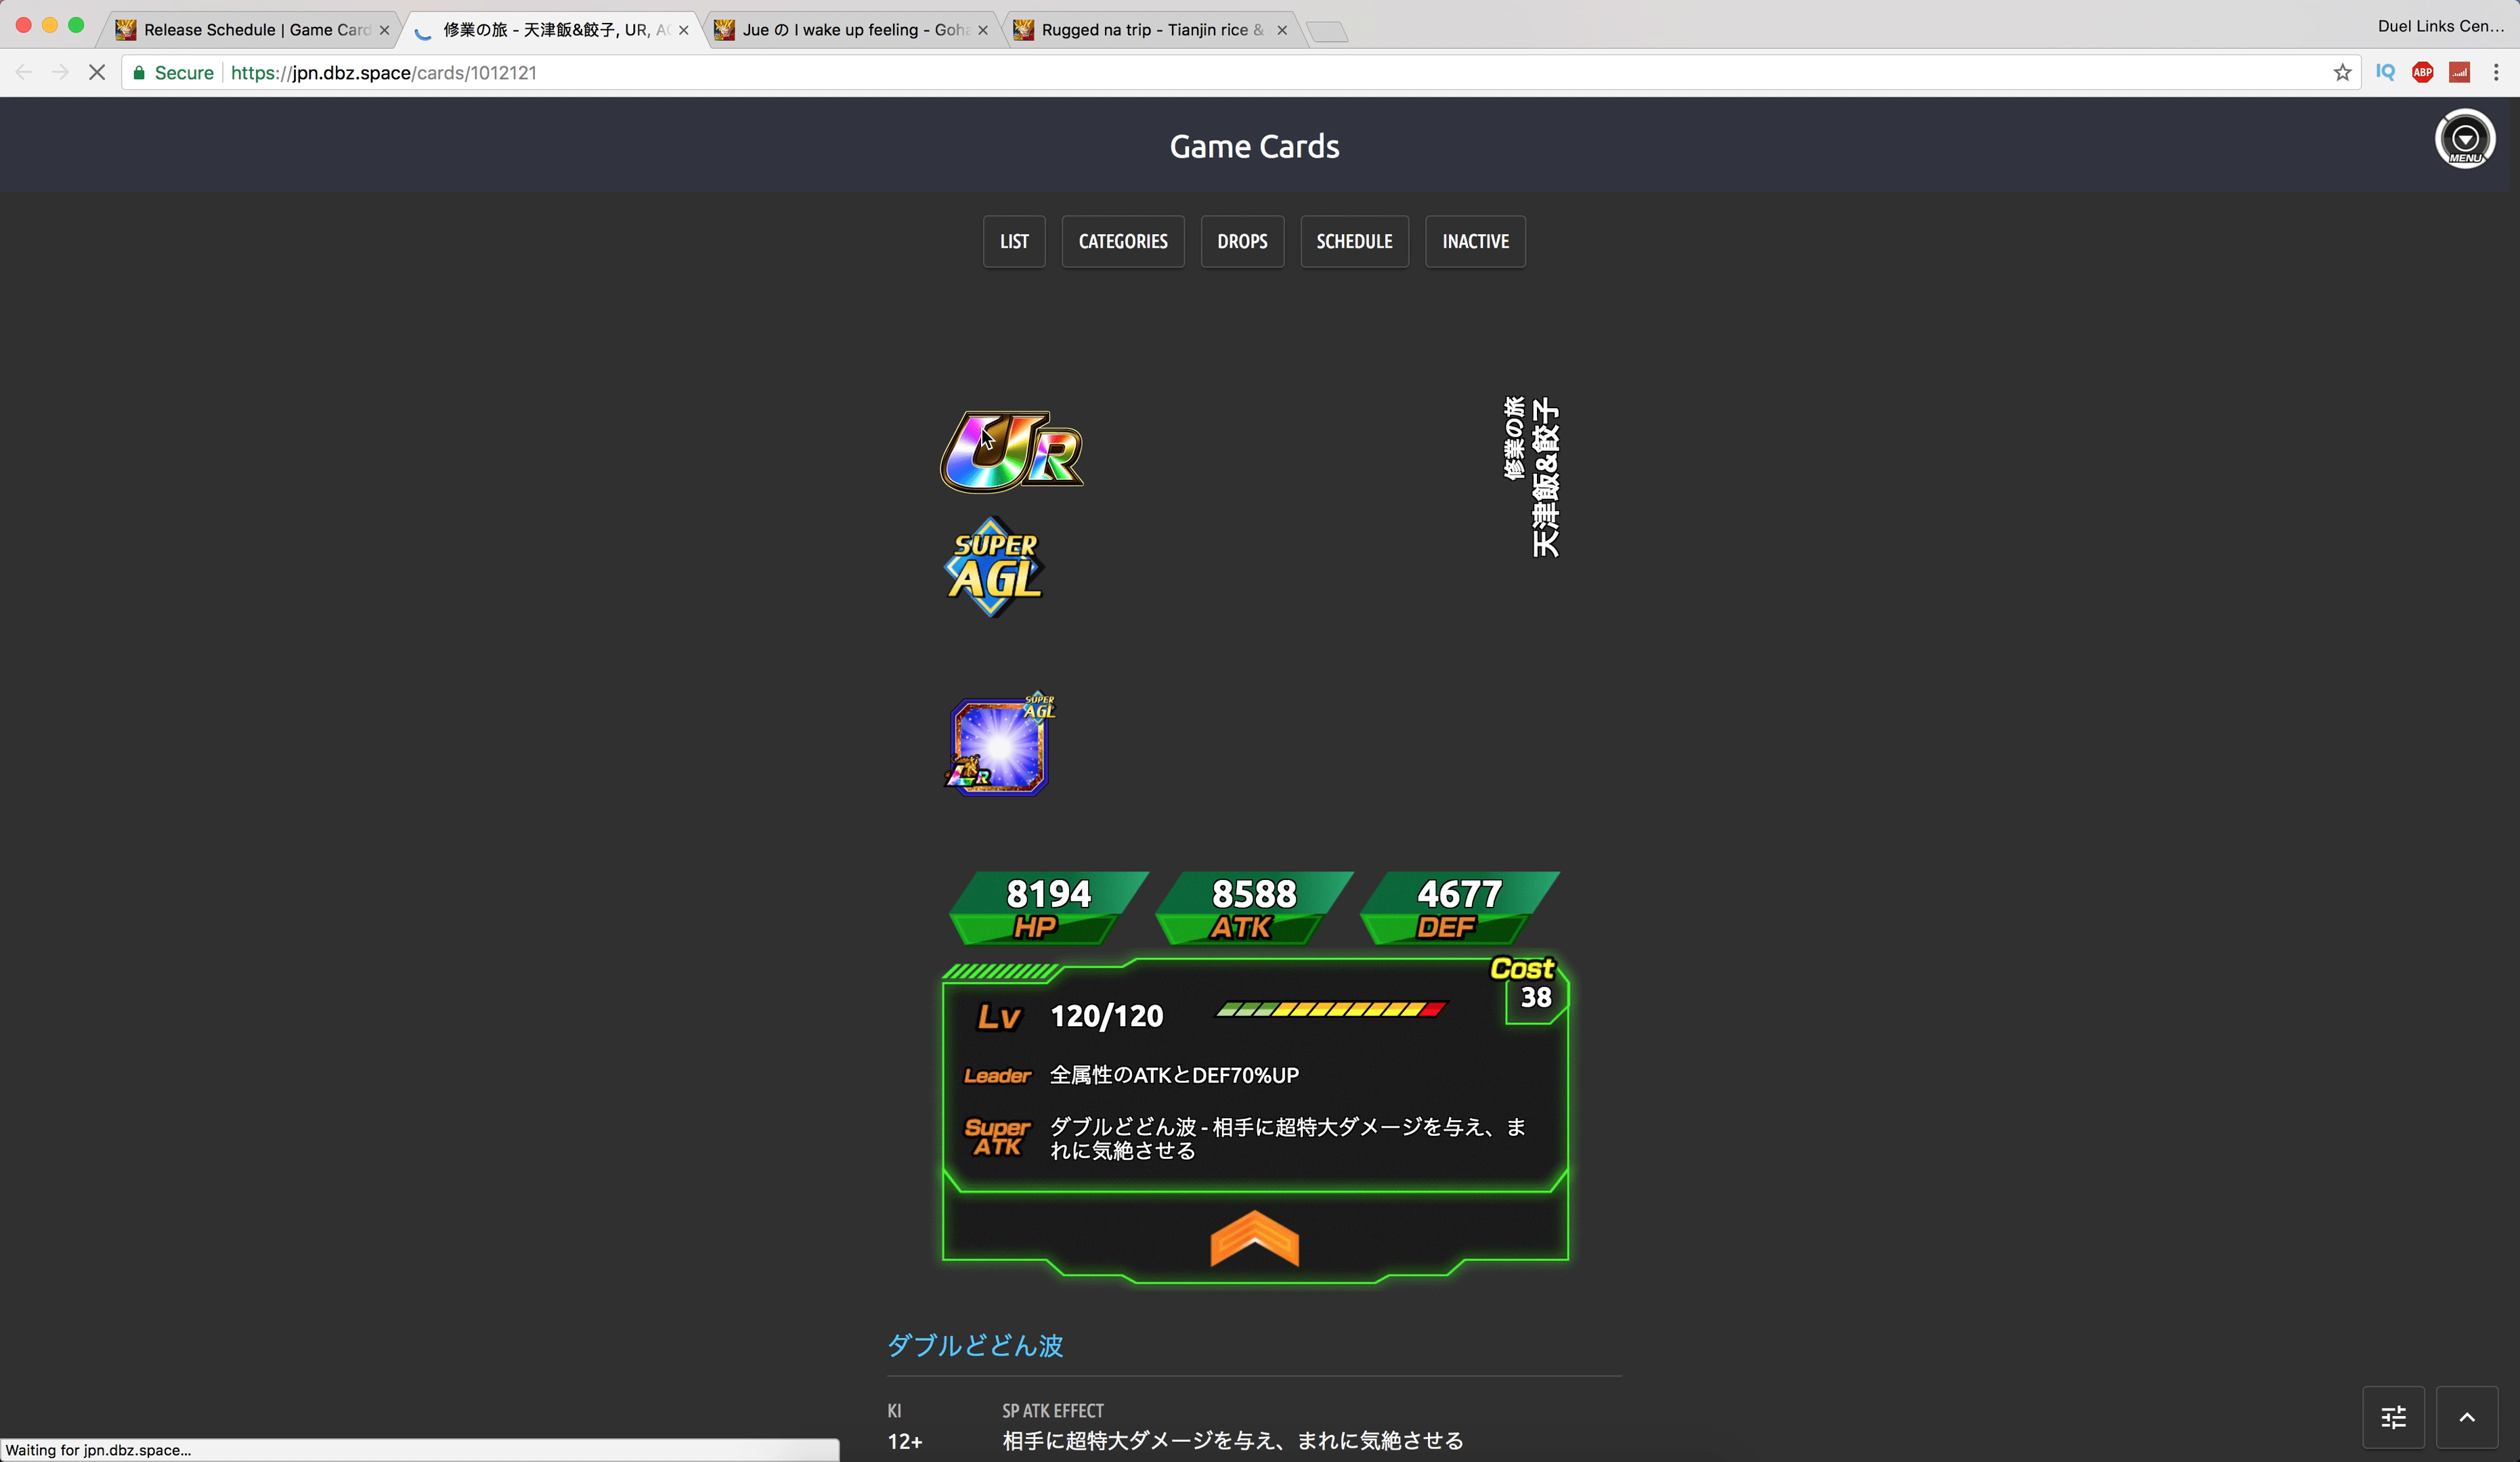 Release Schedule | Game Card
修業の旅 - 天津飯&餃子, UR, AG
Jue の I wake up feeling - Goha
Rugged na trip - Tianjin rice &
Duel Links Cen...
Secure
https://jpn.dbz.space/cards/1012121
IQ
ABP
Game Cards
MENU
LIST
CATEGORIES
DROPS
SCHEDULE
INACTIVE
UR
修業の旅
天津飯&餃子
SUPER
AGL
SUPER
AGL
UR
8194
HP
8588
ATK
4677
DEF
Cost
38
Lv
120/120
Leader
全属性のATKとDEF70%UP
Super
ATK
ダブルどどん波 - 相手に超特大ダメージを与え、ま
れに気絶させる
ダブルどどん波
KI
SP ATK EFFECT
12+
相手に超特大ダメージを与え、まれに気絶させる
Waiting for jpn.dbz.space...